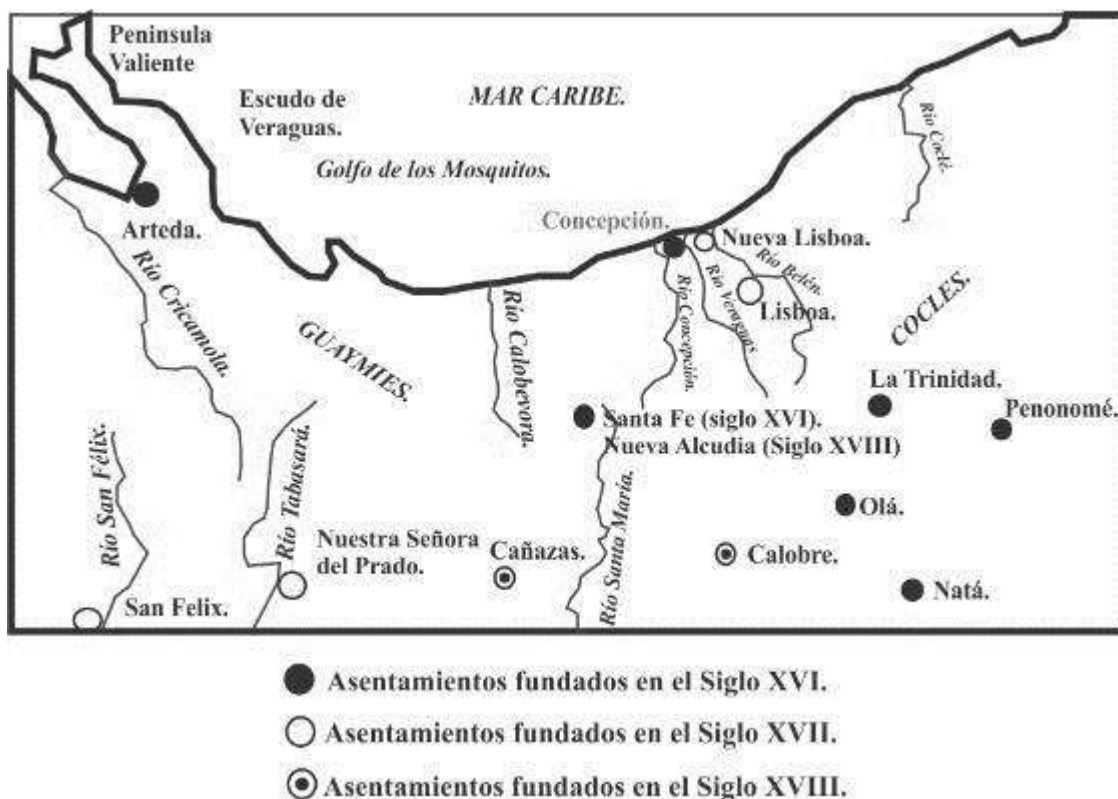 Peninsula
Valiente
MAR CARIBE.
Escudo de
Veraguas.
Golfo de los Mosquitos.
Río Coclé.
Arteda.
Concepción.
Nueva Lisboa.
Río Belén.
Lisboa.
Río Cricamola.
GUAYMIES.
Río Calobevora.
Río Concepción.
Río Veraguas
COCLES.
La Trinidad.
Penonomé.
Santa Fe (siglo XVI).
Nueva Alcudia (Siglo XVIII)
Río San Félix.
Río Tabasará.
Río Santa María.
Olá.
Nuestra Señora
del Prado.
Cañazas.
Calobre.
Natá.
San Felix.
Asentamientos fundados en el Siglo XVI.
Asentamientos fundados en el Siglo XVII.
Asentamientos fundados en el Siglo XVIII.